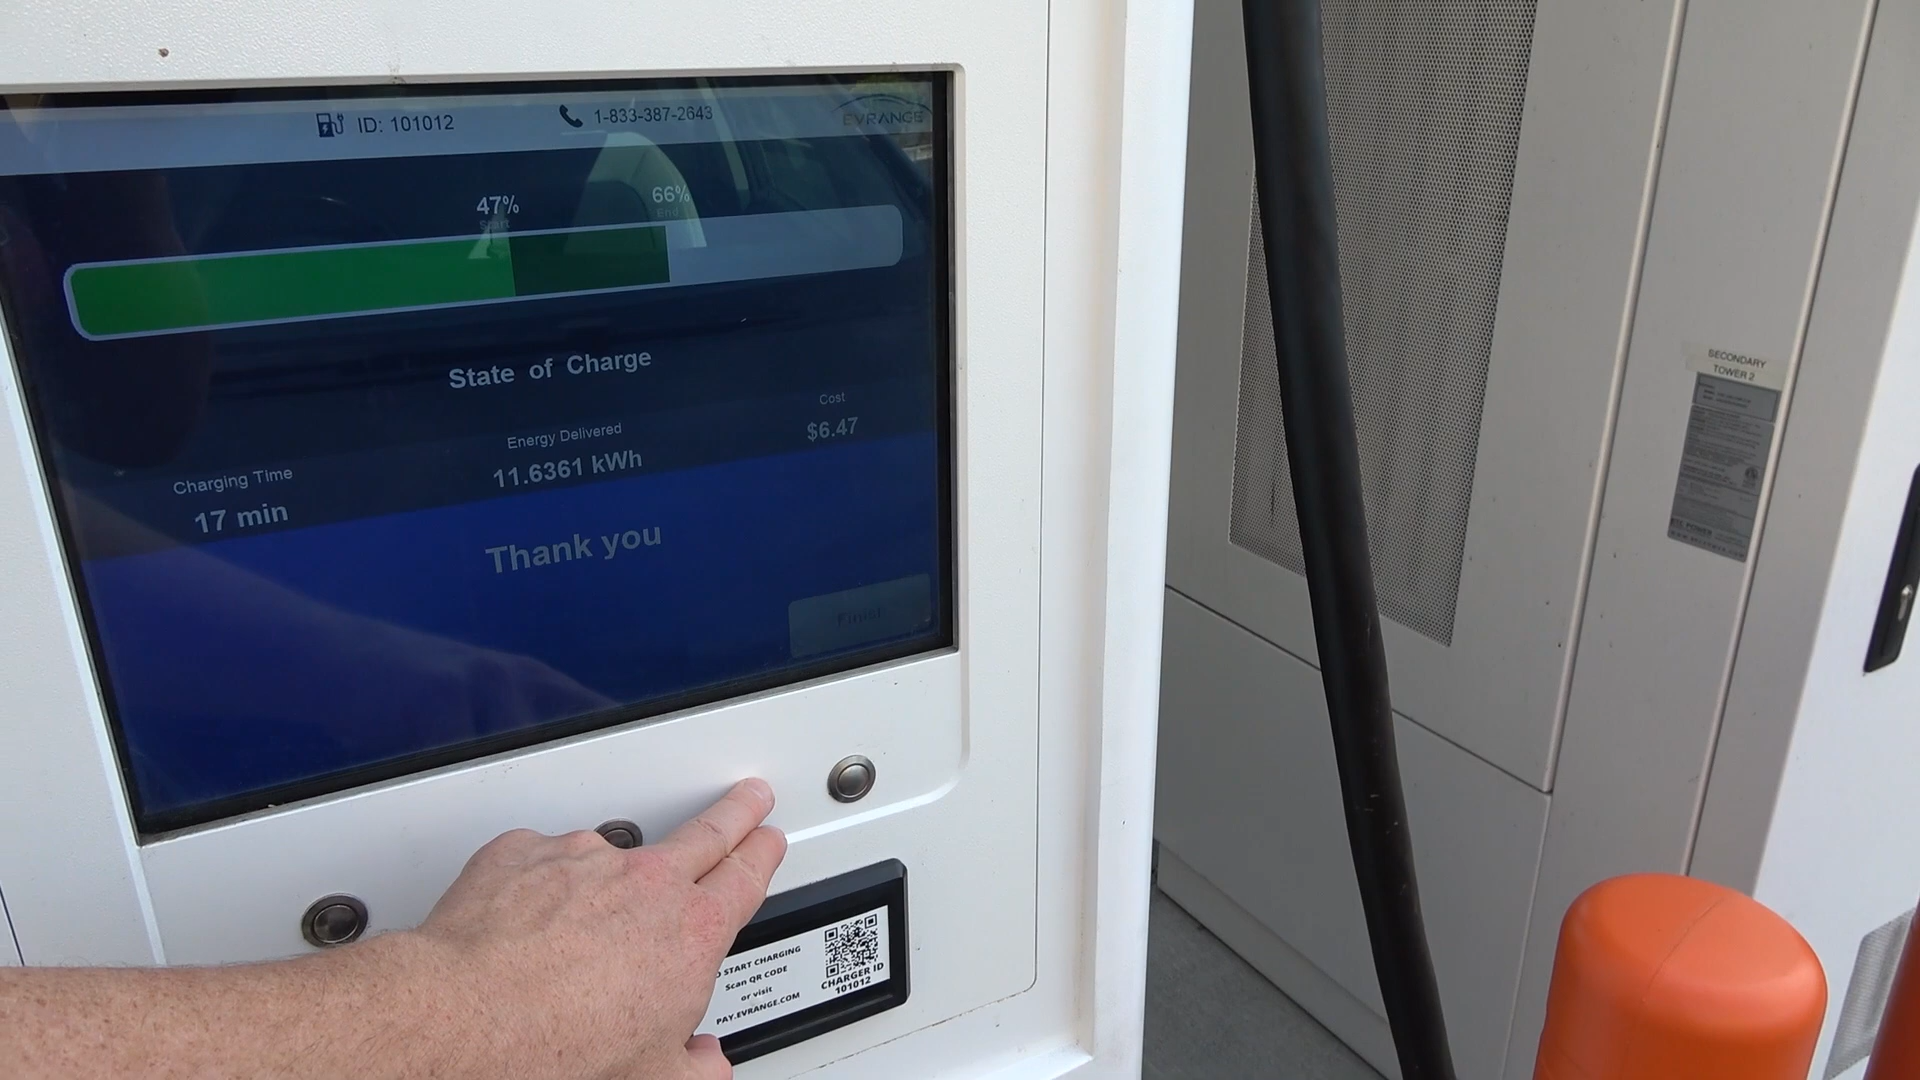 ID: 101012
1-833-387-2643
EVRANGE
47%
Start
66%
End
State of Charge
Charging Time
17 min
Energy Delivered
11.6361 kWh
Cost
$6.47
Thank you
Finish
START CHARGING
Scan QR CODE
or visit
PAY.EVRANGE.COM
CHARGER ID
101012
SECONDARY
TOWER 2